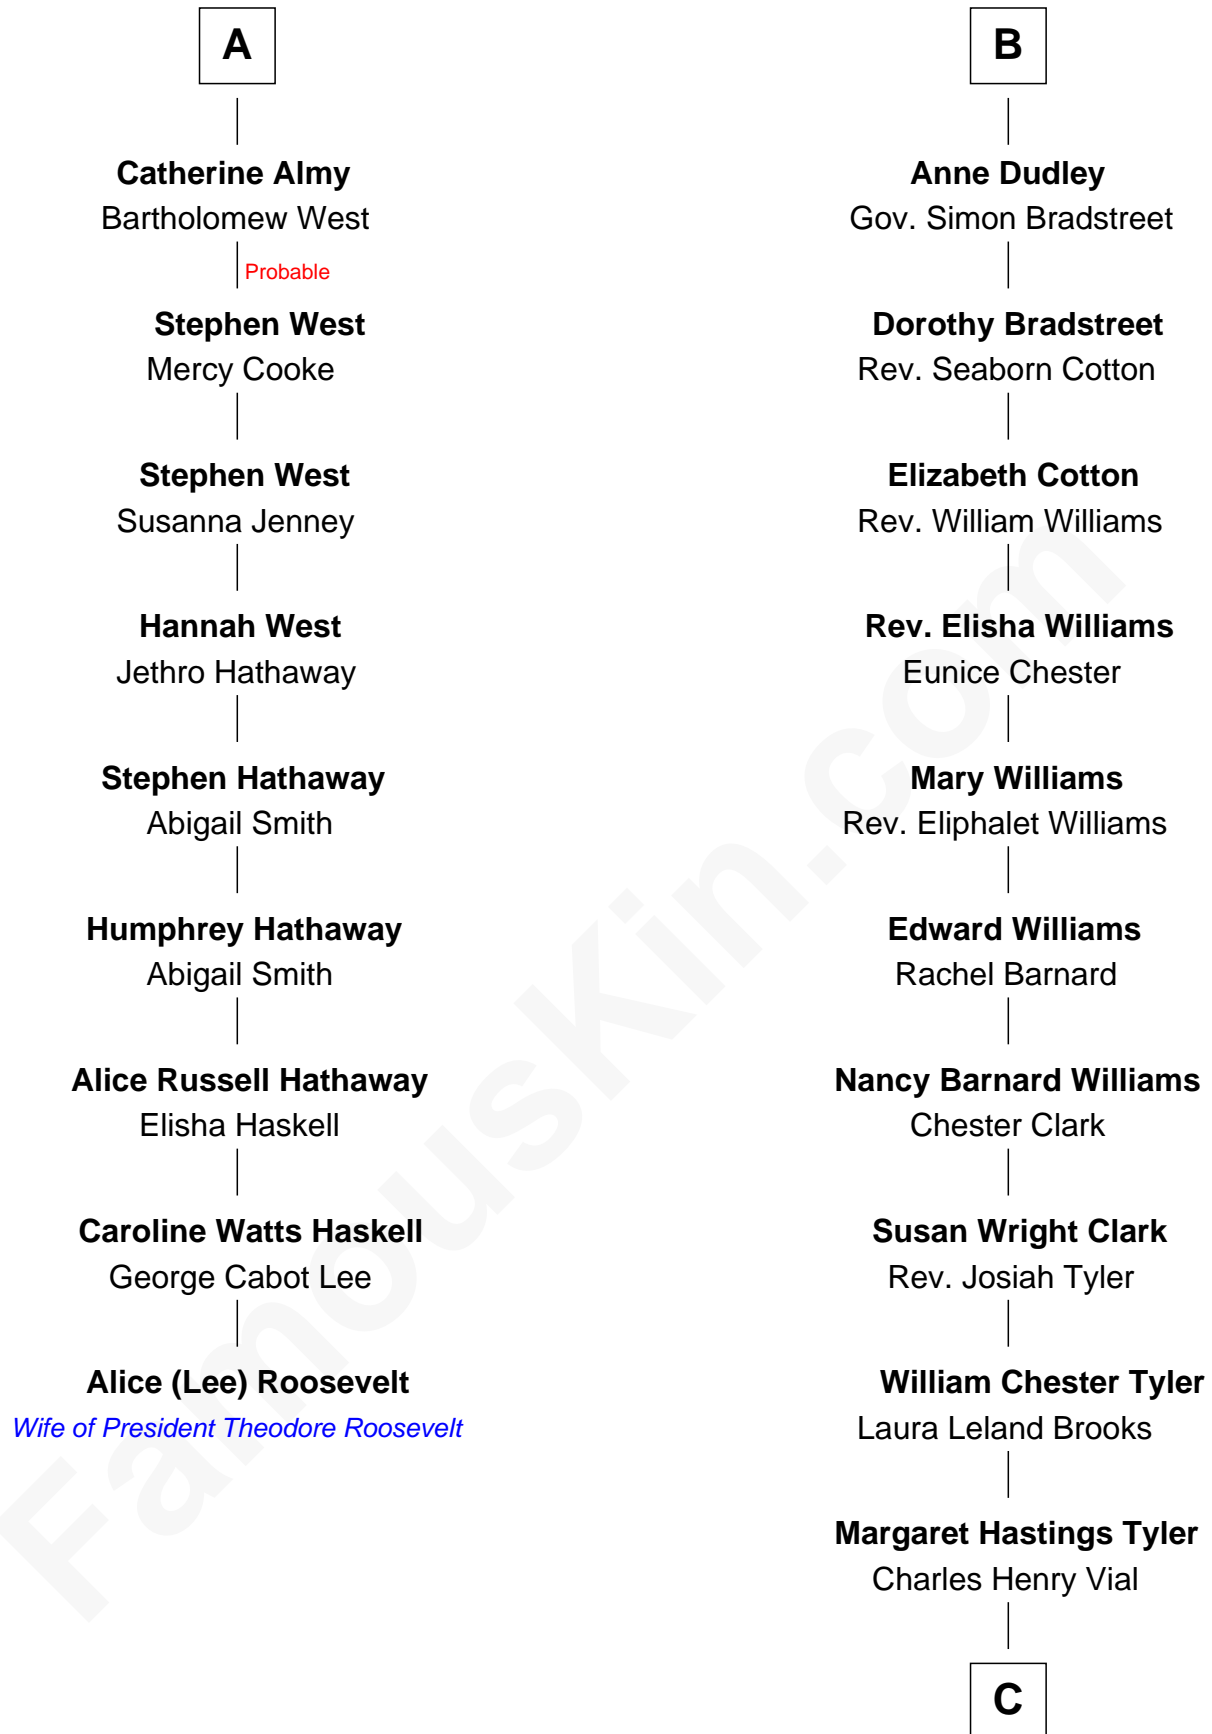 A
Catherine Almy
Bartholomew West
Probable
Stephen West
Mercy Cooke
Stephen West
Susanna Jenney
Hannah West
Jethro Hathaway
Stephen Hathaway
Abigail Smith
Humphrey Hathaway
Abigail Smith
Alice Russell Hathaway
Elisha Haskell
Caroline Watts Haskell
George Cabot Lee
Alice (Lee) Roosevelt
Wife of President Theodore Roosevelt
B
Anne Dudley
Gov. Simon Bradstreet
Dorothy Bradstreet
Rev. Seaborn Cotton
Elizabeth Cotton
Rev. William Williams
Rev. Elisha Williams
Eunice Chester
Mary Williams
Rev. Eliphalet Williams
Edward Williams
Rachel Barnard
Nancy Barnard Williams
Chester Clark
Susan Wright Clark
Rev. Josiah Tyler
William Chester Tyler
Laura Leland Brooks
Margaret Hastings Tyler
Charles Henry Vial
C
FamousKin.com